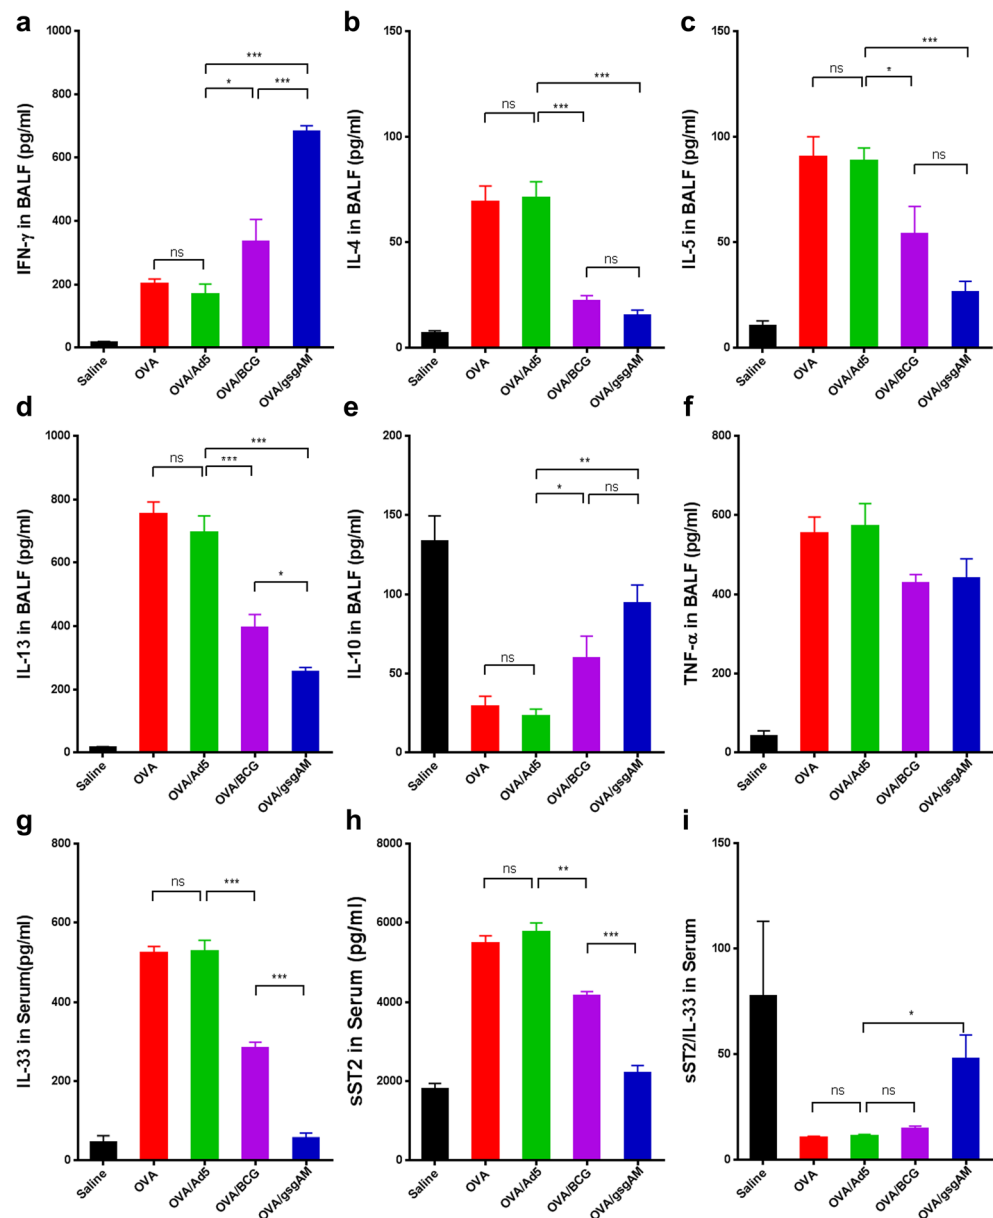 a
IFN-γ in BALF (pg/ml)
1000
800
600
400
200
0
***
*
***
ns
Saline
OVA
OVA/Ad5
OVA/BCG
OVA/gsgAM
b
IL-4 in BALF (pg/ml)
150
100
50
0
***
ns
***
ns
Saline
OVA
OVA/Ad5
OVA/BCG
OVA/gsgAM
c
IL-5 in BALF (pg/ml)
150
100
50
0
***
ns
*
ns
Saline
OVA
OVA/Ad5
OVA/BCG
OVA/gsgAM
d
IL-13 in BALF (pg/ml)
1000
800
600
400
200
0
***
ns
***
*
Saline
OVA
OVA/Ad5
OVA/BCG
OVA/gsgAM
e
IL-10 in BALF (pg/ml)
200
150
100
50
0
**
*
ns
ns
Saline
OVA
OVA/Ad5
OVA/BCG
OVA/gsgAM
f
TNF-α in BALF (pg/ml)
800
600
400
200
0
Saline
OVA
OVA/Ad5
OVA/BCG
OVA/gsgAM
g
IL-33 in Serum(pg/ml)
800
600
400
200
0
ns
***
***
Saline
OVA
OVA/Ad5
OVA/BCG
OVA/gsgAM
h
sST2 in Serum (pg/ml)
8000
6000
4000
2000
0
ns
**
***
Saline
OVA
OVA/Ad5
OVA/BCG
OVA/gsgAM
i
sST2/IL-33 in Serum
150
100
50
0
*
ns
ns
Saline
OVA
OVA/Ad5
OVA/BCG
OVA/gsgAM